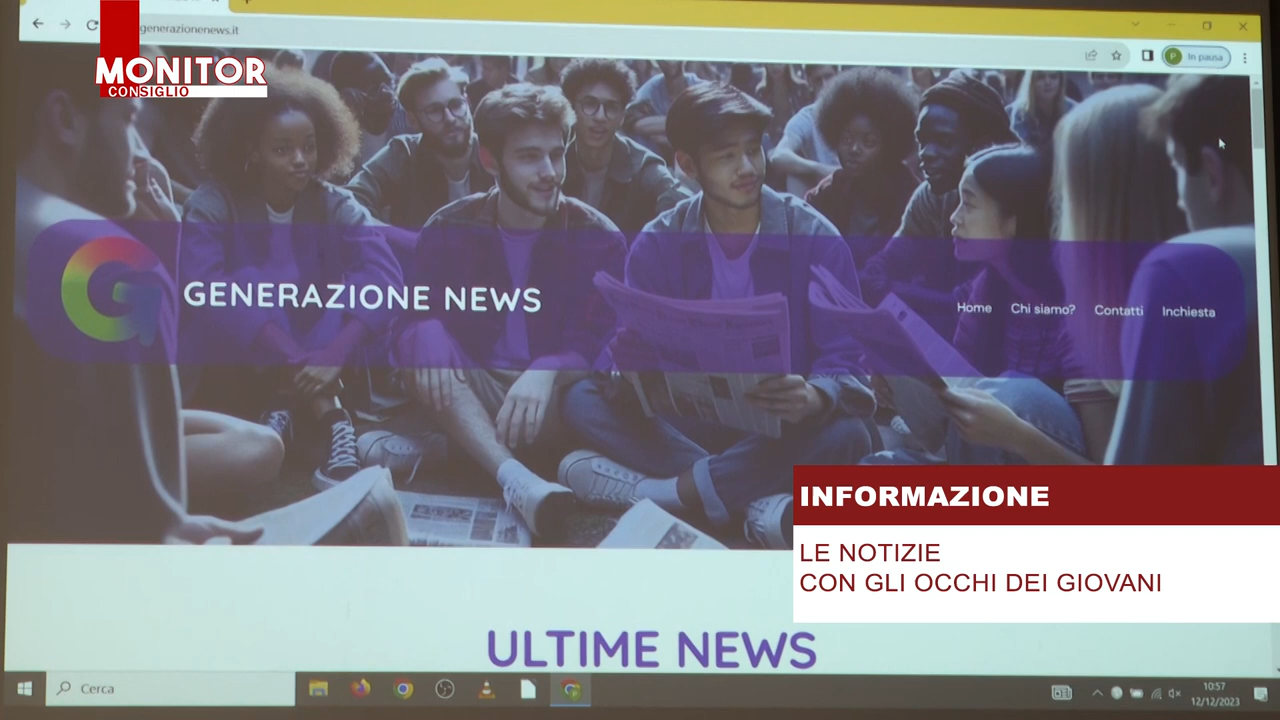 generazionenews.it
In pausa
P
MONITOR
CONSIGLIO
G
GENERAZIONE NEWS
Home Chi siamo? Contatti Inchiesta
INFORMAZIONE
LE NOTIZIE
CON GLI OCCHI DEI GIOVANI
ULTIME NEWS
Cerca
10:57
12/12/2023